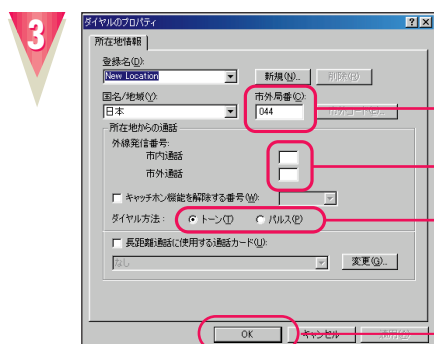 3
ダイヤルのプロパティ
所在地情報
登録名(D):
New Location 新規(N)... 削除(R)
国名/地域(Y): 市外局番(C):
日本 044
所在地からの通話
外線発信番号:
市内通話
市外通話
キャッチホン機能を解除する番号(W):
ダイヤル方法: トーン(T) パルス(P)
長距離通話に使用する通話カード(U):
なし 変更(G)...
OK キャンセル 適用(A)